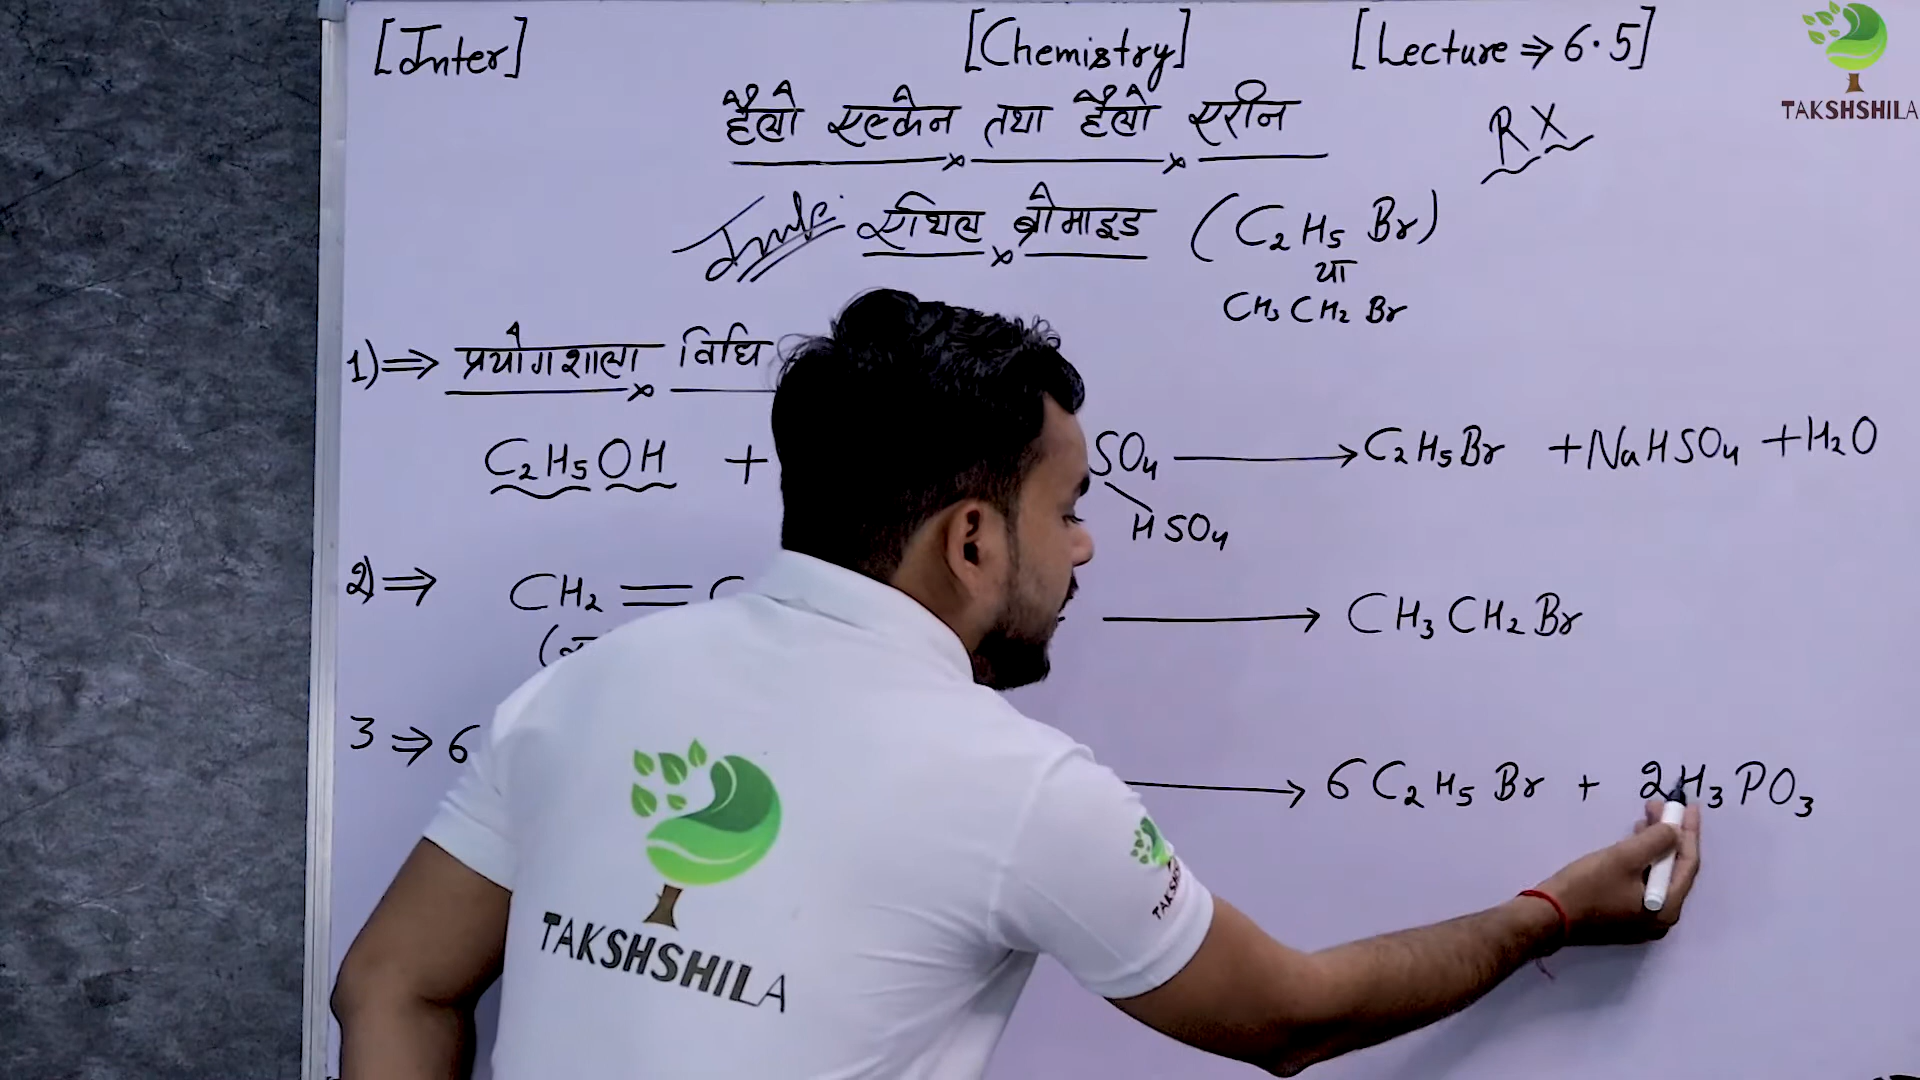 [Inter] [Chemistry] [Lecture ⇒ 6.5]
TAKSHSHILA
हैलो एल्केन तथा हैलो एरीन
RX
Imp. एथिल ब्रोमाइड (C₂H₅Br)
या
CH₃CH₂Br
1)⇒ प्रयोगशाला विधि
C₂H₅OH + SO₄ → C₂H₅Br + NaHSO₄ + H₂O
HSO₄
2)⇒ CH₂ = C → CH₃CH₂Br
3 ⇒ 6 → 6C₂H₅Br + 2H₃PO₃
TAKSHSHILA